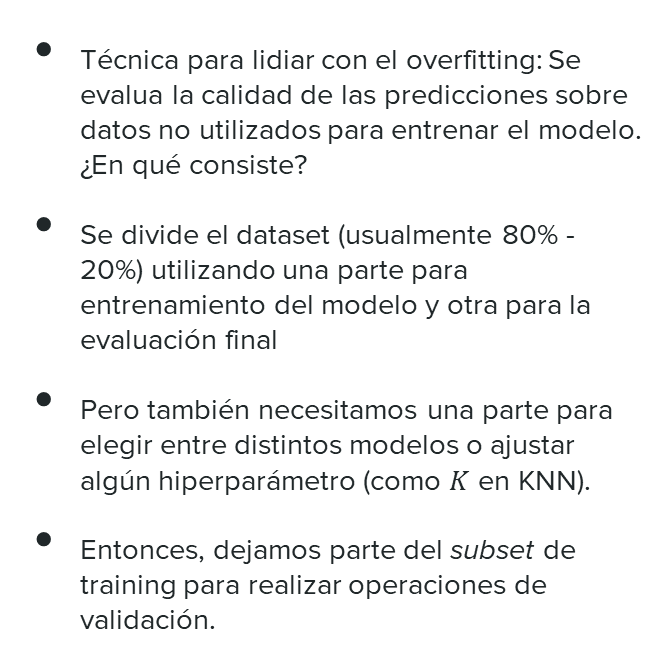 • Técnica para lidiar con el overfitting: Se
evalua la calidad de las predicciones sobre
datos no utilizados para entrenar el modelo.
¿En qué consiste?
• Se divide el dataset (usualmente 80% -
20%) utilizando una parte para
entrenamiento del modelo y otra para la
evaluación final
• Pero también necesitamos una parte para
elegir entre distintos modelos o ajustar
algún hiperparámetro (como K en KNN).
• Entonces, dejamos parte del subset de
training para realizar operaciones de
validación.